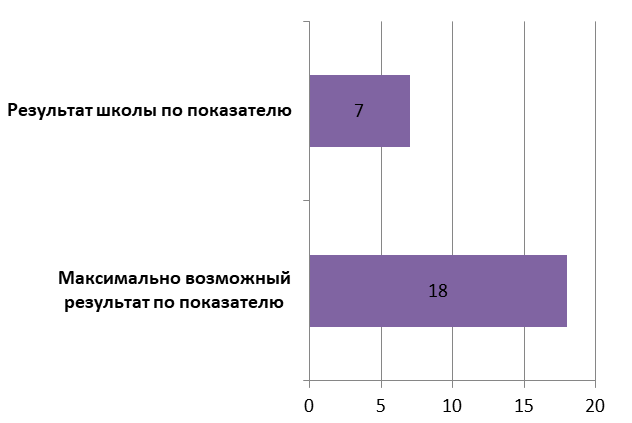 Результат школы по показателю
7
Максимально возможный
результат по показателю
18
0 5 10 15 20